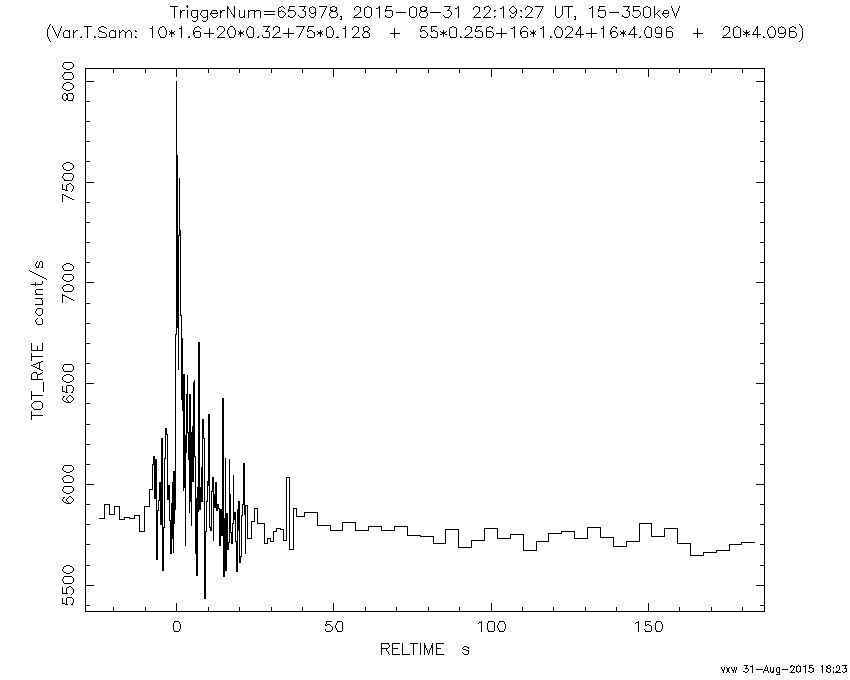 TriggerNum=653978, 2015-08-31 22:19:27 UT, 15-350keV
(Var.T.Sam: 10*1.6+20*0.32+75*0.128 + 55*0.256+16*1.024+16*4.096 + 20*4.096)
8000
7500
7000
6500
6000
5500
TOT_RATE count/s
0 50 100 150
RELTIME s
vxw 31-Aug-2015 18:23